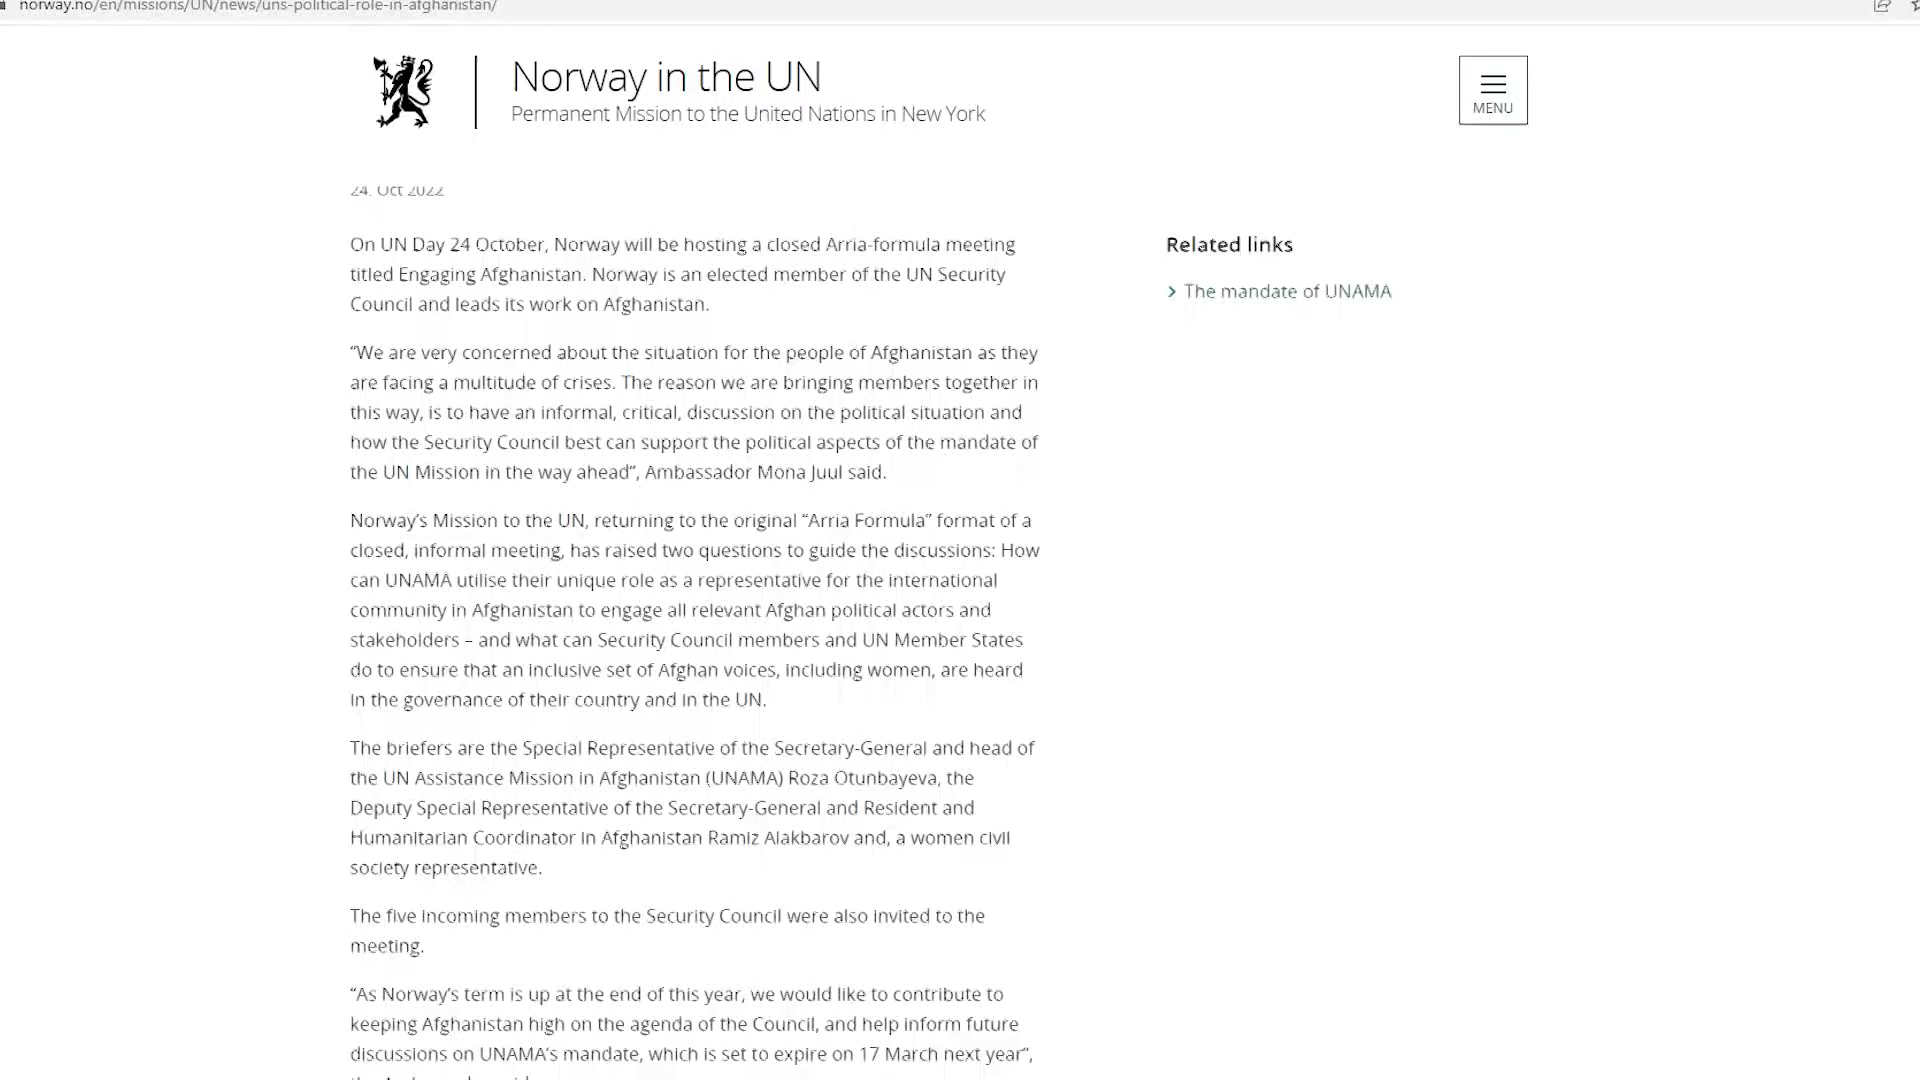 norway.no/en/missions/UN/news/uns-political-role-in-afghanistan/
Norway in the UN
Permanent Mission to the United Nations in New York
MENU
24. Oct 2022
On UN Day 24 October, Norway will be hosting a closed Arria-formula meeting
titled Engaging Afghanistan. Norway is an elected member of the UN Security
Council and leads its work on Afghanistan.
“We are very concerned about the situation for the people of Afghanistan as they
are facing a multitude of crises. The reason we are bringing members together in
this way, is to have an informal, critical, discussion on the political situation and
how the Security Council best can support the political aspects of the mandate of
the UN Mission in the way ahead”, Ambassador Mona Juul said.
Norway’s Mission to the UN, returning to the original “Arria Formula” format of a
closed, informal meeting, has raised two questions to guide the discussions: How
can UNAMA utilise their unique role as a representative for the international
community in Afghanistan to engage all relevant Afghan political actors and
stakeholders – and what can Security Council members and UN Member States
do to ensure that an inclusive set of Afghan voices, including women, are heard
in the governance of their country and in the UN.
The briefers are the Special Representative of the Secretary-General and head of
the UN Assistance Mission in Afghanistan (UNAMA) Roza Otunbayeva, the
Deputy Special Representative of the Secretary-General and Resident and
Humanitarian Coordinator in Afghanistan Ramiz Alakbarov and, a women civil
society representative.
The five incoming members to the Security Council were also invited to the
meeting.
“As Norway’s term is up at the end of this year, we would like to contribute to
keeping Afghanistan high on the agenda of the Council, and help inform future
discussions on UNAMA’s mandate, which is set to expire on 17 March next year”,
Related links
The mandate of UNAMA